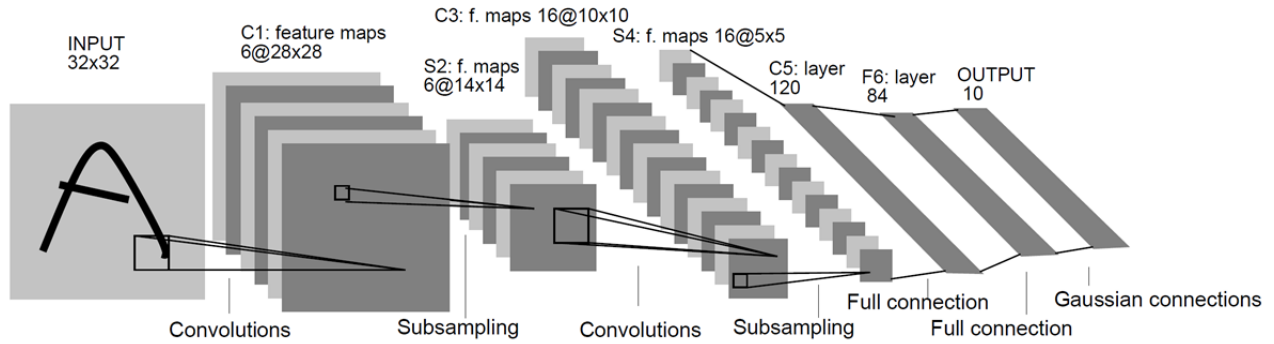 INPUT
32x32
C1: feature maps
6@28x28
S2: f. maps
6@14x14
C3: f. maps 16@10x10
S4: f. maps 16@5x5
C5: layer
120
F6: layer
84
OUTPUT
10
Convolutions
Subsampling
Convolutions
Subsampling
Full connection
Full connection
Gaussian connections